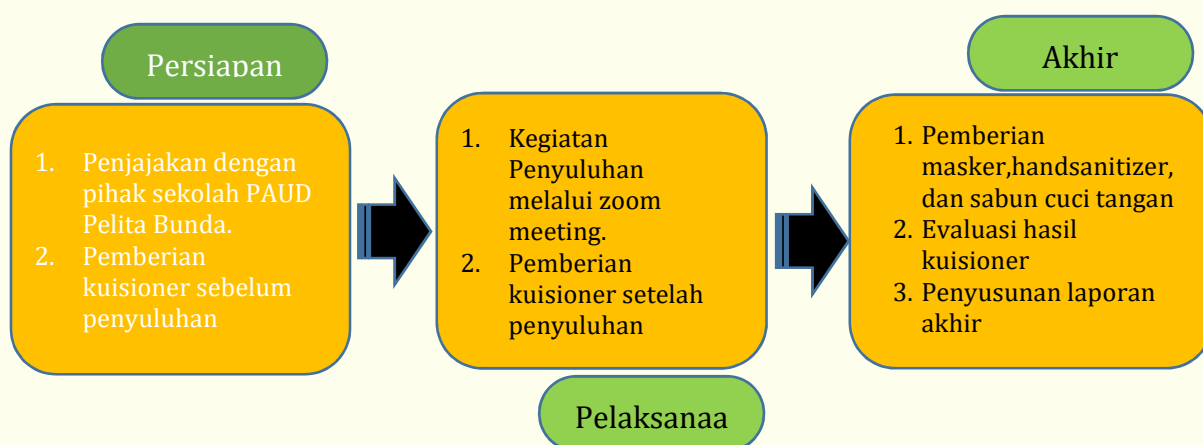 Persiapan
1. Penjajakan dengan
pihak sekolah PAUD
Pelita Bunda.
2. Pemberian
kuisioner sebelum
penyuluhan
1. Kegiatan
Penyuluhan
melalui zoom
meeting.
2. Pemberian
kuisioner setelah
penyuluhan
Pelaksanaa
Akhir
1. Pemberian
masker,handsanitizer,
dan sabun cuci tangan
2. Evaluasi hasil
kuisioner
3. Penyusunan laporan
akhir